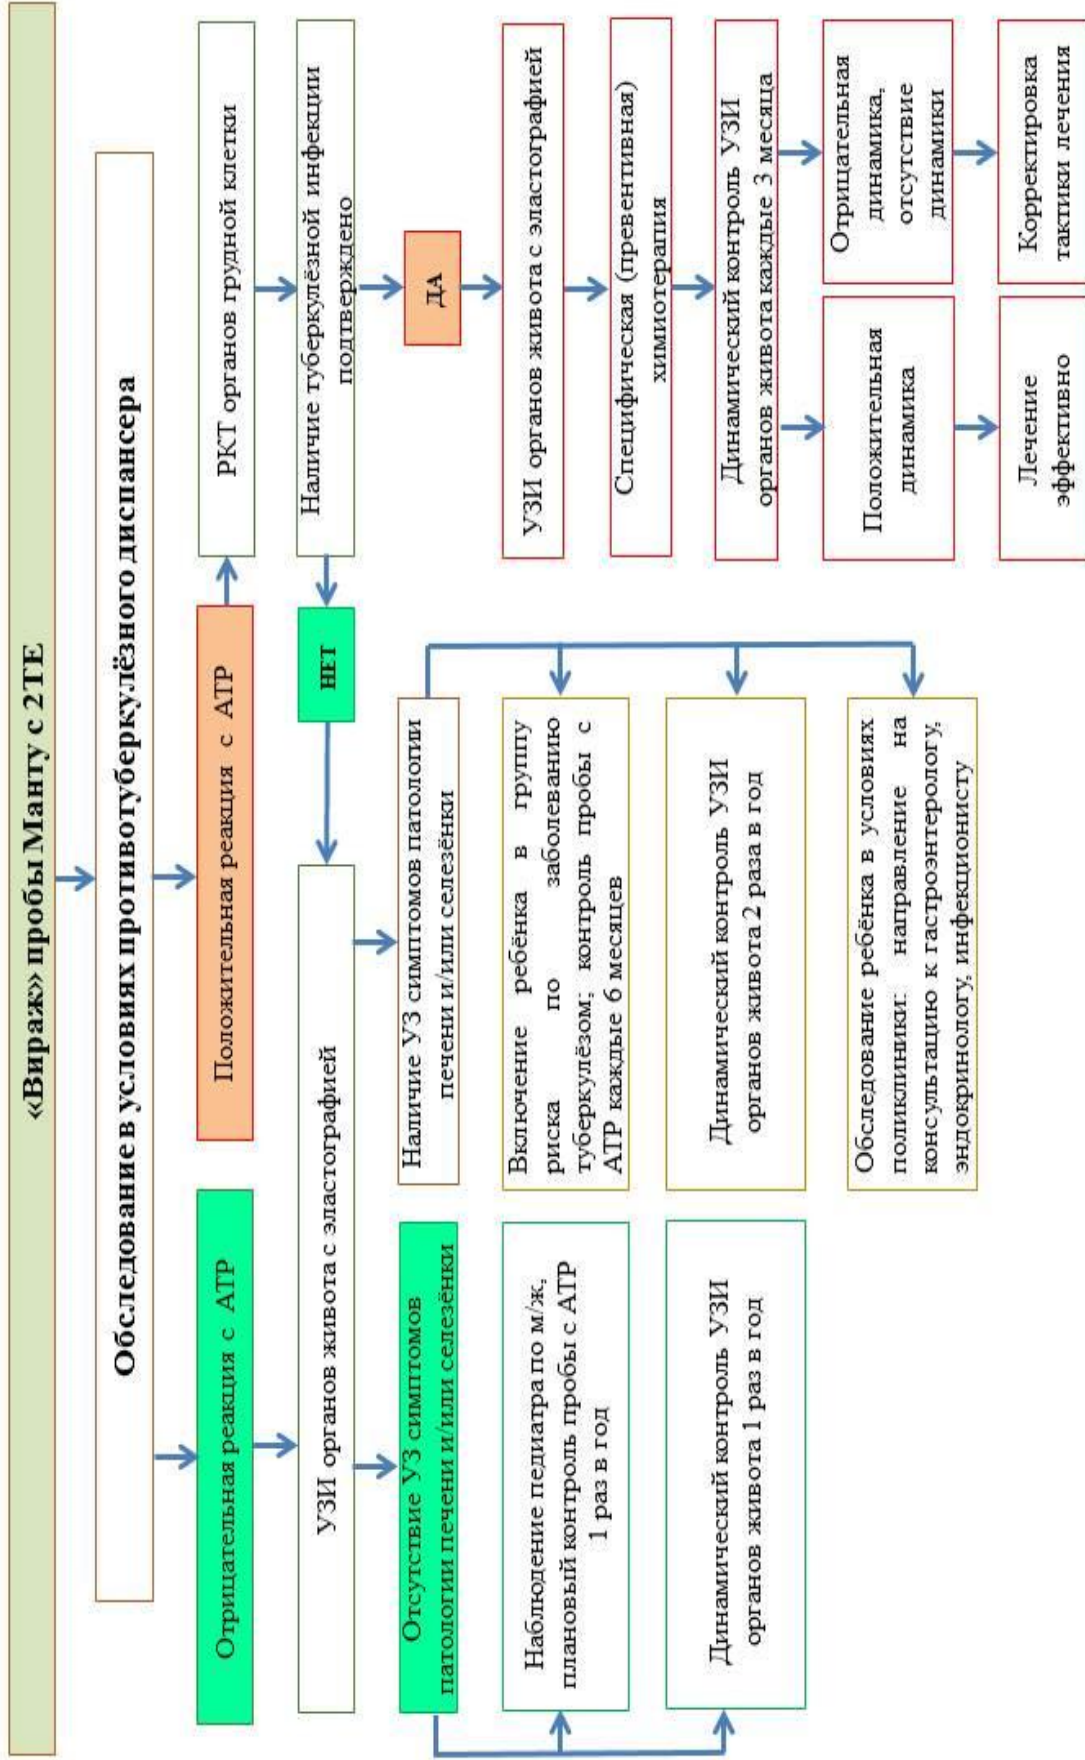 «Вираж» пробы Манту с 2ТЕ
Обследование в условиях противотуберкулёзного диспансера
Отрицательная реакция с АТР
Положительная реакция с АТР
РКТ органов грудной клетки
УЗИ органов живота с эластографией
НЕТ
Наличие туберкулёзной инфекции
подтверждено
ДА
Отсутствие УЗ симптомов
патологии печени и/или селезёнки
Наличие УЗ симптомов патологии
печени и/или селезёнки
Наблюдение педиатра по м/ж,
плановый контроль пробы с АТР
1 раз в год
Динамический контроль УЗИ
органов живота 1 раз в год
Включение ребёнка в группу
риска по заболеванию
туберкулёзом; контроль пробы с
АТР каждые 6 месяцев
Динамический контроль УЗИ
органов живота 2 раза в год
Обследование ребёнка в условиях
поликлиники: направление на
консультацию к гастроэнтерологу,
эндокринологу, инфекционисту
УЗИ органов живота с эластографией
Специфическая (превентивная)
химиотерапия
Динамический контроль УЗИ
органов живота каждые 3 месяца
Положительная
динамика
Отрицательная
динамика,
отсутствие
динамики
Лечение
эффективно
Корректировка
тактики лечения